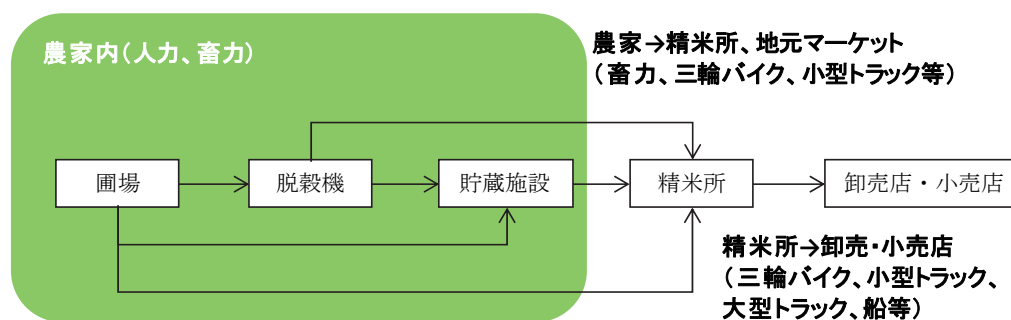 農家内(人力、畜力)
農家→精米所、地元マーケット
(畜力、三輪バイク、小型トラック等)
圃場
脱穀機
貯蔵施設
精米所
卸売店・小売店
精米所→卸売・小売店
(三輪バイク、小型トラック、
大型トラック、船等)